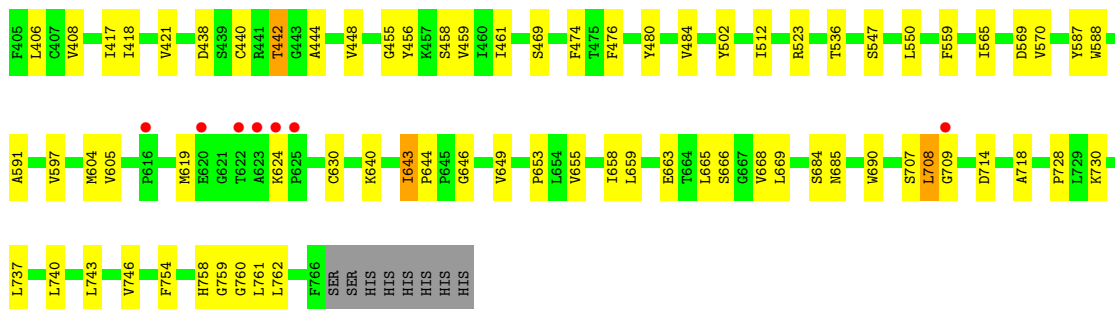 F405 L406 C407 V408 I417 I418 V421 D438 S439 C440 R441 T442 G443 A444 V448 G455 Y456 K457 S458 V459 I460 I461 S469 F474 T475 F476 Y480 V484 Y502 I512 R523 T536 S547 L550 F559 I565 D569 V570 Y587 W588
A591 V597 M604 V605 P616 M619 E620 G621 T622 A623 K624 P625 C630 K640 I643 P644 P645 G646 V649 P653 L654 V655 I658 L659 E663 T664 L665 S666 G667 V668 L669 S684 N685 W690 S707 L708 G709 D714 A718 P728 L729 K730
L737 L740 L743 V746 F754 H758 G759 G760 L761 L762 F766 SER SER HIS HIS HIS HIS HIS HIS